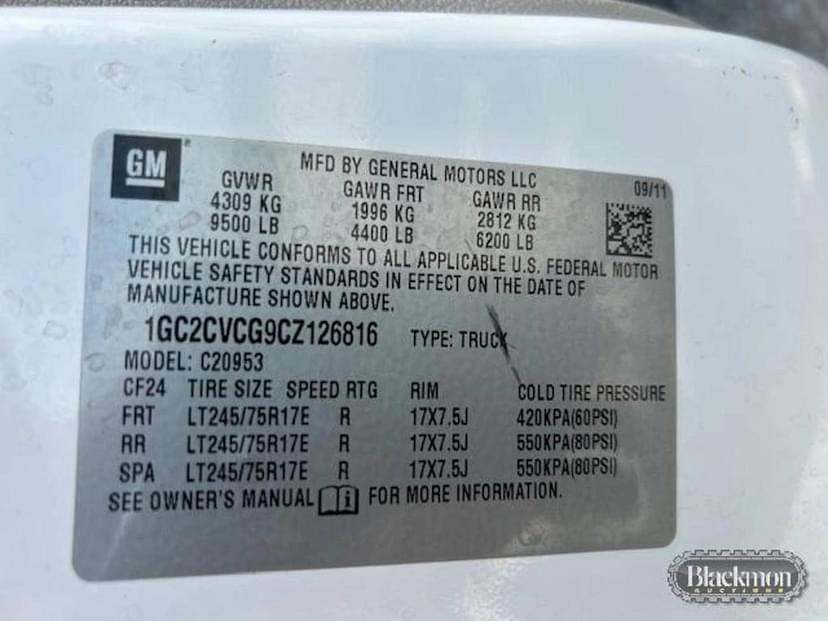 GM
MFD BY GENERAL MOTORS LLC
09/11
GVWR GAWR FRT GAWR RR
4309 KG 1996 KG 2812 KG
9500 LB 4400 LB 6200 LB
THIS VEHICLE CONFORMS TO ALL APPLICABLE U.S. FEDERAL MOTOR
VEHICLE SAFETY STANDARDS IN EFFECT ON THE DATE OF
MANUFACTURE SHOWN ABOVE.
1GC2CVCG9CZ126816 TYPE: TRUCK
MODEL: C20953
CF24 TIRE SIZE SPEED RTG RIM COLD TIRE PRESSURE
FRT LT245/75R17E R 17X7.5J 420KPA(60PSI)
RR LT245/75R17E R 17X7.5J 550KPA(80PSI)
SPA LT245/75R17E R 17X7.5J 550KPA(80PSI)
SEE OWNER'S MANUAL FOR MORE INFORMATION.
Blackmon
AUCTIONS